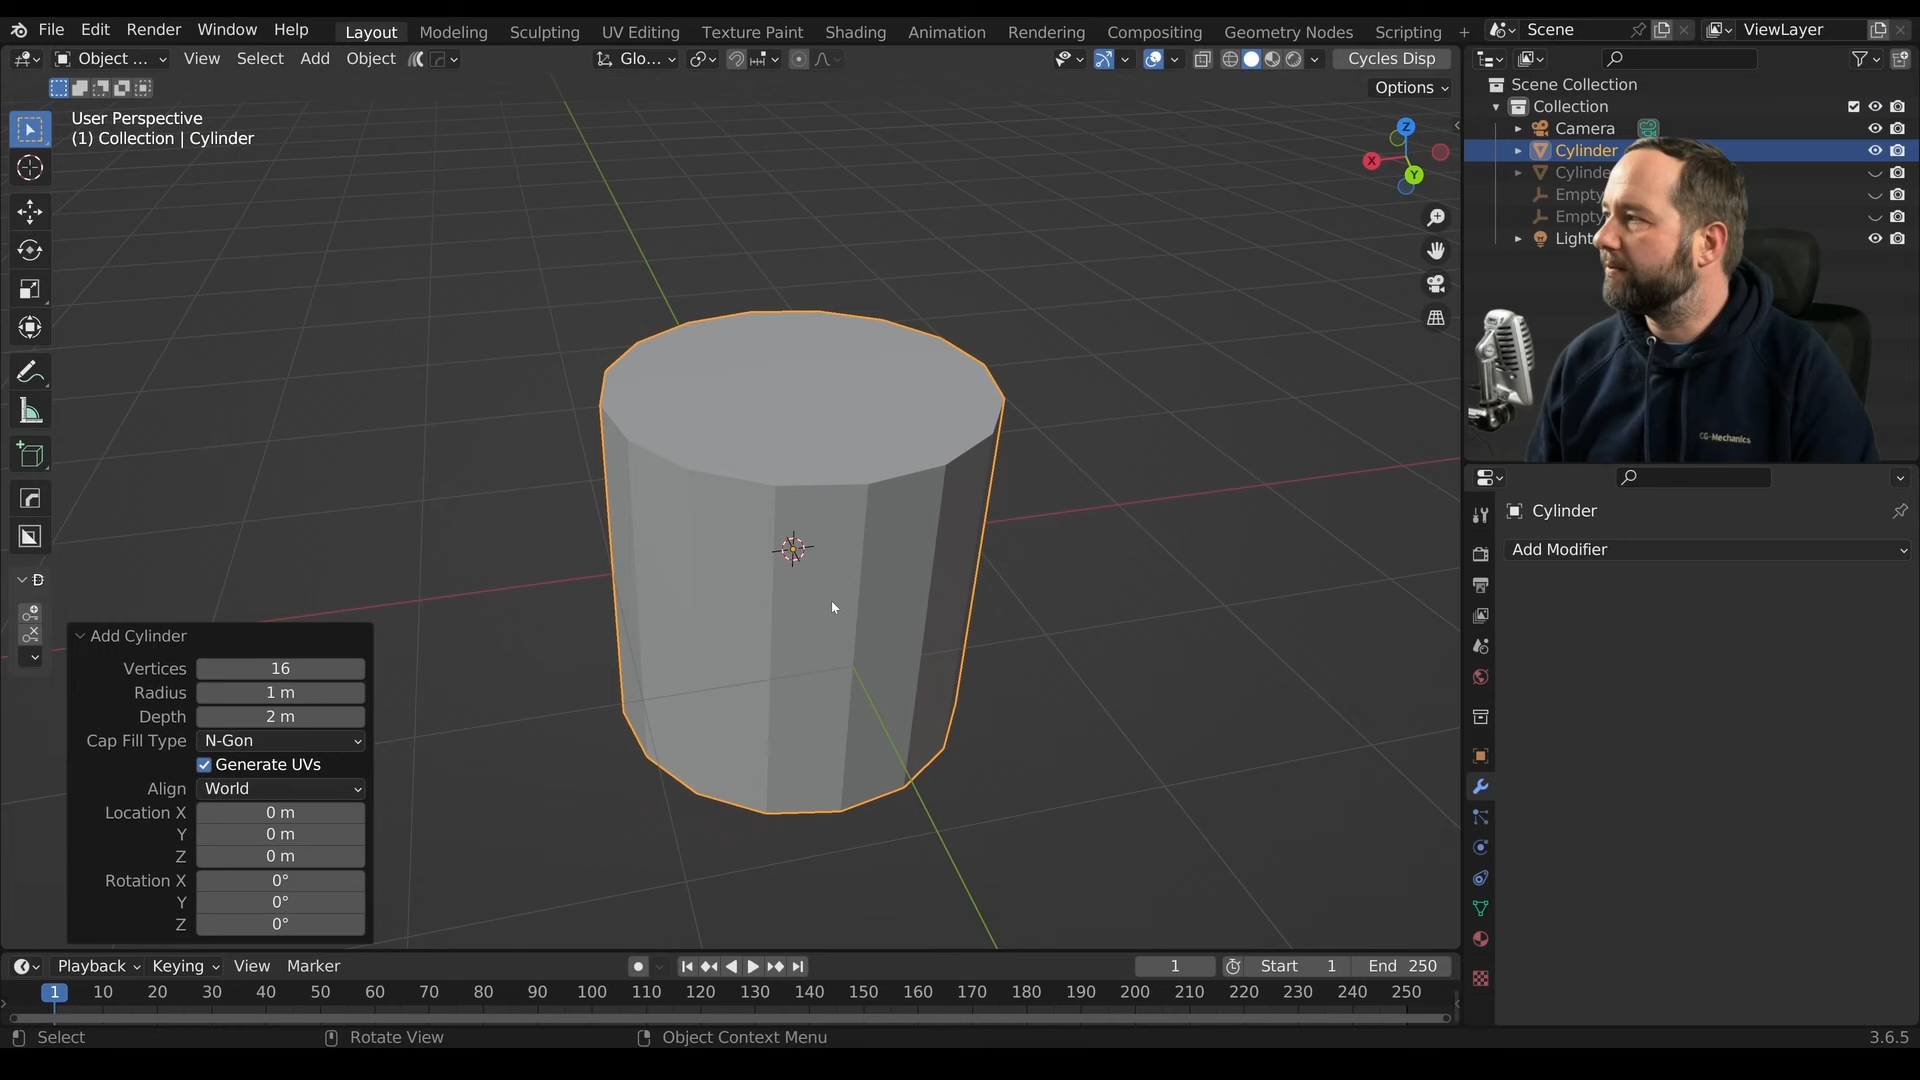 File Edit Render Window Help Layout Modeling Sculpting UV Editing Texture Paint Shading Animation Rendering Compositing Geometry Nodes Scripting + Scene ViewLayer
Object ... View Select Add Object Glo... Cycles Disp
Options
User Perspective
(1) Collection | Cylinder
Z
X
Y
Scene Collection
Collection
Camera
Cylinder
Cylinde
Empty
Empty
Light
CG-Mechanics
Cylinder
Add Modifier
D
Add Cylinder
Vertices 16
Radius 1 m
Depth 2 m
Cap Fill Type N-Gon
Generate UVs
Align World
Location X 0 m
Y 0 m
Z 0 m
Rotation X 0°
Y 0°
Z 0°
Playback Keying View Marker 1 Start 1 End 250
1 10 20 30 40 50 60 70 80 90 100 110 120 130 140 150 160 170 180 190 200 210 220 230 240 250
Select Rotate View Object Context Menu 3.6.5